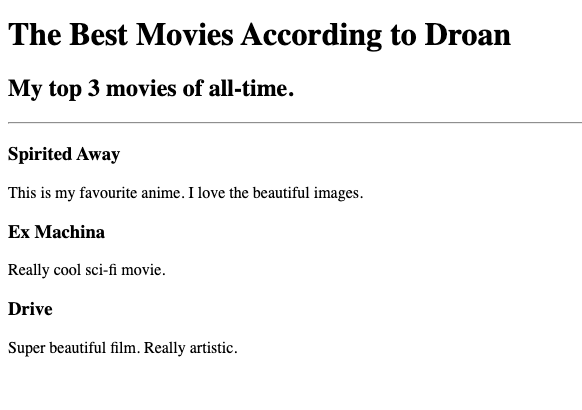 The Best Movies According to Droan
My top 3 movies of all-time.
Spirited Away
This is my favourite anime. I love the beautiful images.
Ex Machina
Really cool sci-fi movie.
Drive
Super beautiful film. Really artistic.